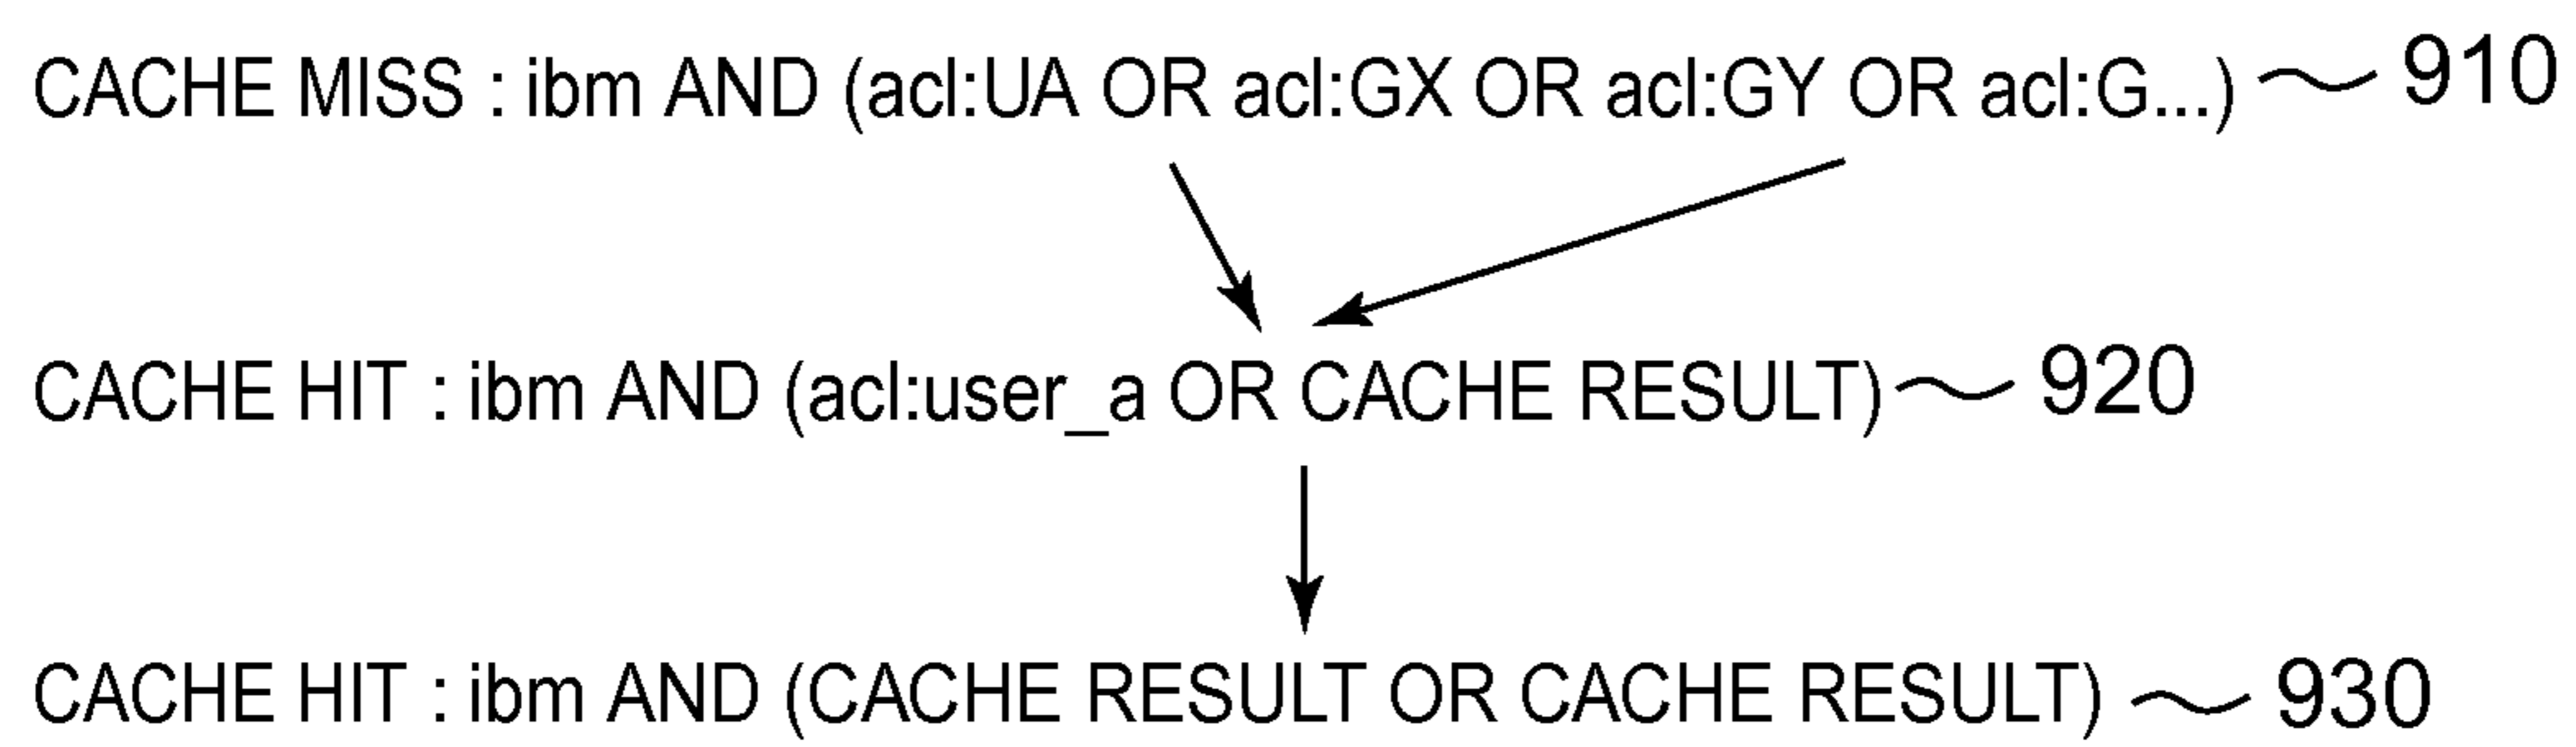 CACHE MISS : ibm AND (acl:UA OR acl:GX OR acl:GY OR acl:G...) 910
CACHE HIT : ibm AND (acl:user_a OR CACHE RESULT) 920
CACHE HIT : ibm AND (CACHE RESULT OR CACHE RESULT) 930